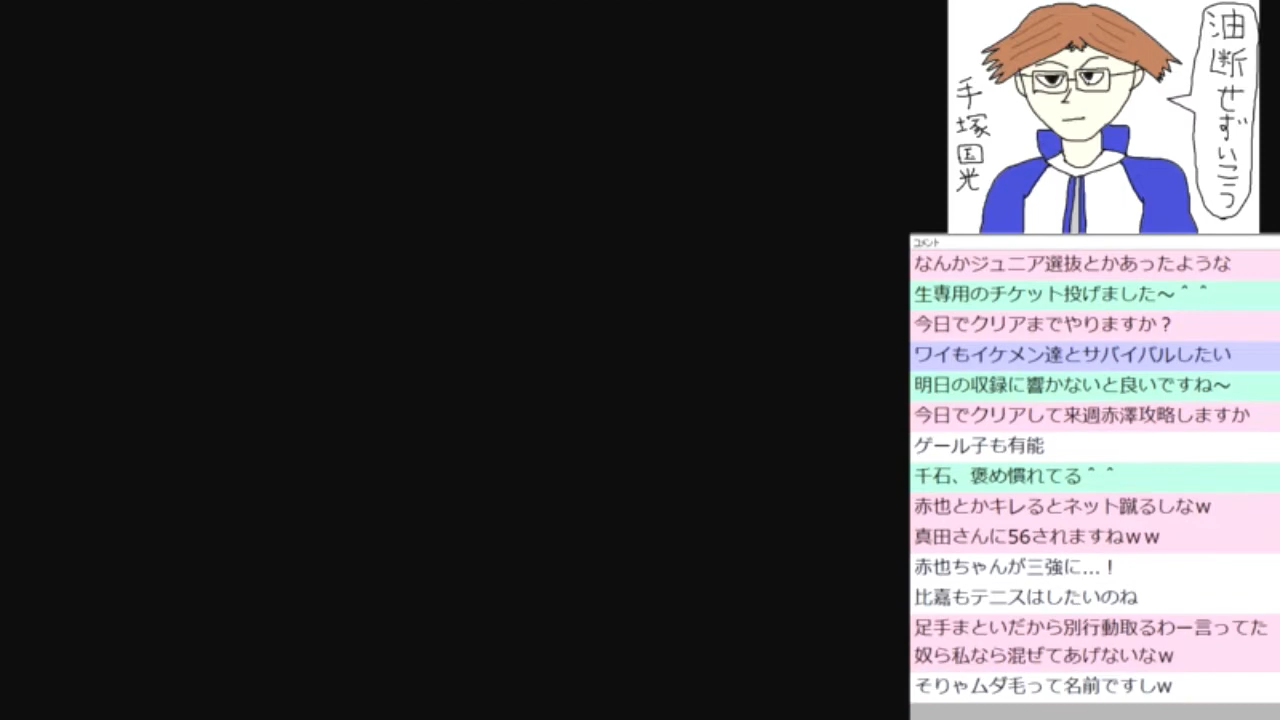 油断せずいこう
手塚国光
コメント
なんかジュニア選抜とかあったような
生専用のチケット投げました～＾＾
今日でクリアまでやりますか？
ワイもイケメン達とサバイバルしたい
明日の収録に響かないと良いですね～
今日でクリアして来週赤澤攻略しますか
ゲール子も有能
千石、褒め慣れてる＾＾
赤也とかキレるとネット蹴るしなw
真田さんに56されますねｗｗ
赤也ちゃんが三強に…！
比嘉もテニスはしたいのね
足手まといだから別行動取るわー言ってた
奴ら私なら混ぜてあげないなw
そりゃムダ毛って名前ですしw